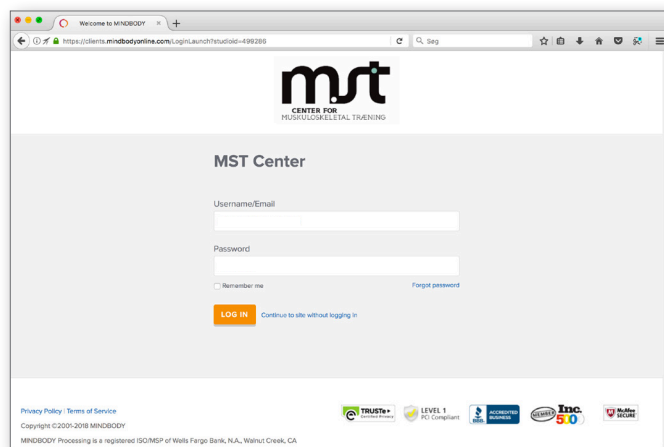 Welcome to MINDBODY
https://clients.mindbodyonline.com/LoginLaunch?studioid=499286
Søg
mst
CENTER FOR
MUSKULOSKELETAL TRÆNING
MST Center
Username/Email
Password
Remember me
Forgot password
LOG IN
Continue to site without logging in
Privacy Policy | Terms of Service
Copyright ©2001-2018 MINDBODY
MINDBODY Processing is a registered ISO/MSP of Wells Fargo Bank, N.A., Walnut Creek, CA
TRUSTe
Certified Privacy
LEVEL 1
PCI Compliant
BBB.
ACCREDITED
BUSINESS
MEMBER
Inc.
500
McAfee
SECURE